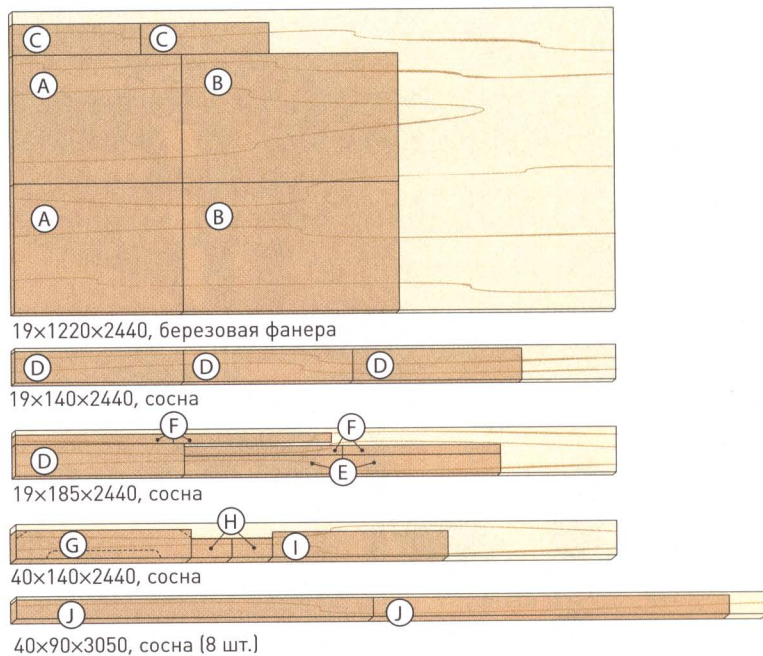 C C
A B
A B
19×1220×2440, березовая фанера
D D D
19×140×2440, сосна
F F
D E
19×185×2440, сосна
G H I
40×140×2440, сосна
J J
40×90×3050, сосна (8 шт.)